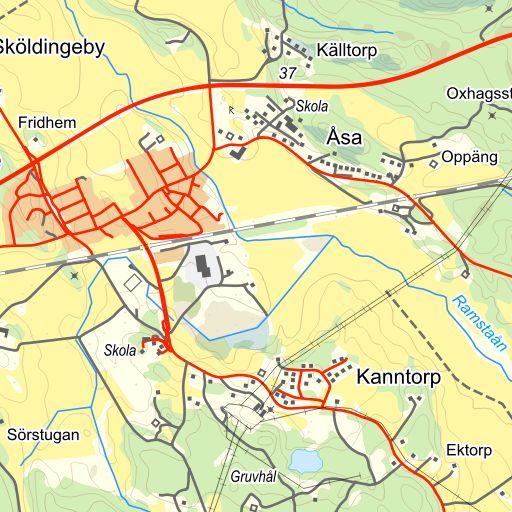 Sköldingeby
Källtorp
37
Skola
Oxhagsst
Fridhem
Åsa
Oppäng
Ramstaån
Skola
Kanntorp
Sörstugan
Ektorp
Gruvhål